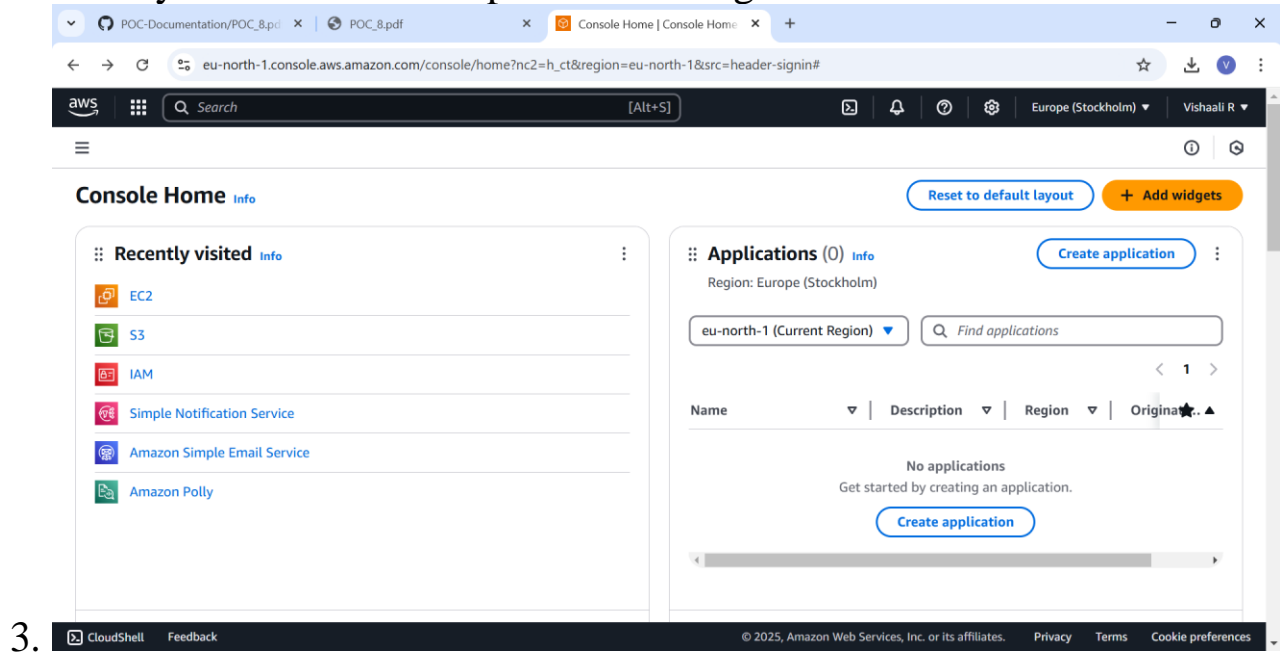 POC-Documentation/POC_8.pd
POC_8.pdf
Console Home | Console Home
eu-north-1.console.aws.amazon.com/console/home?nc2=h_ct&region=eu-north-1&src=header-signin#
V
aws
Search
[Alt+S]
Europe (Stockholm)
Vishaali R
Console Home Info
Reset to default layout
+ Add widgets
Recently visited Info
EC2
S3
IAM
Simple Notification Service
Amazon Simple Email Service
Amazon Polly
Applications (0) Info
Create application
Region: Europe (Stockholm)
eu-north-1 (Current Region)
Find applications
1
Name
Description
Region
Originat...
No applications
Get started by creating an application.
Create application
3.
CloudShell Feedback
© 2025, Amazon Web Services, Inc. or its affiliates. Privacy Terms Cookie preferences